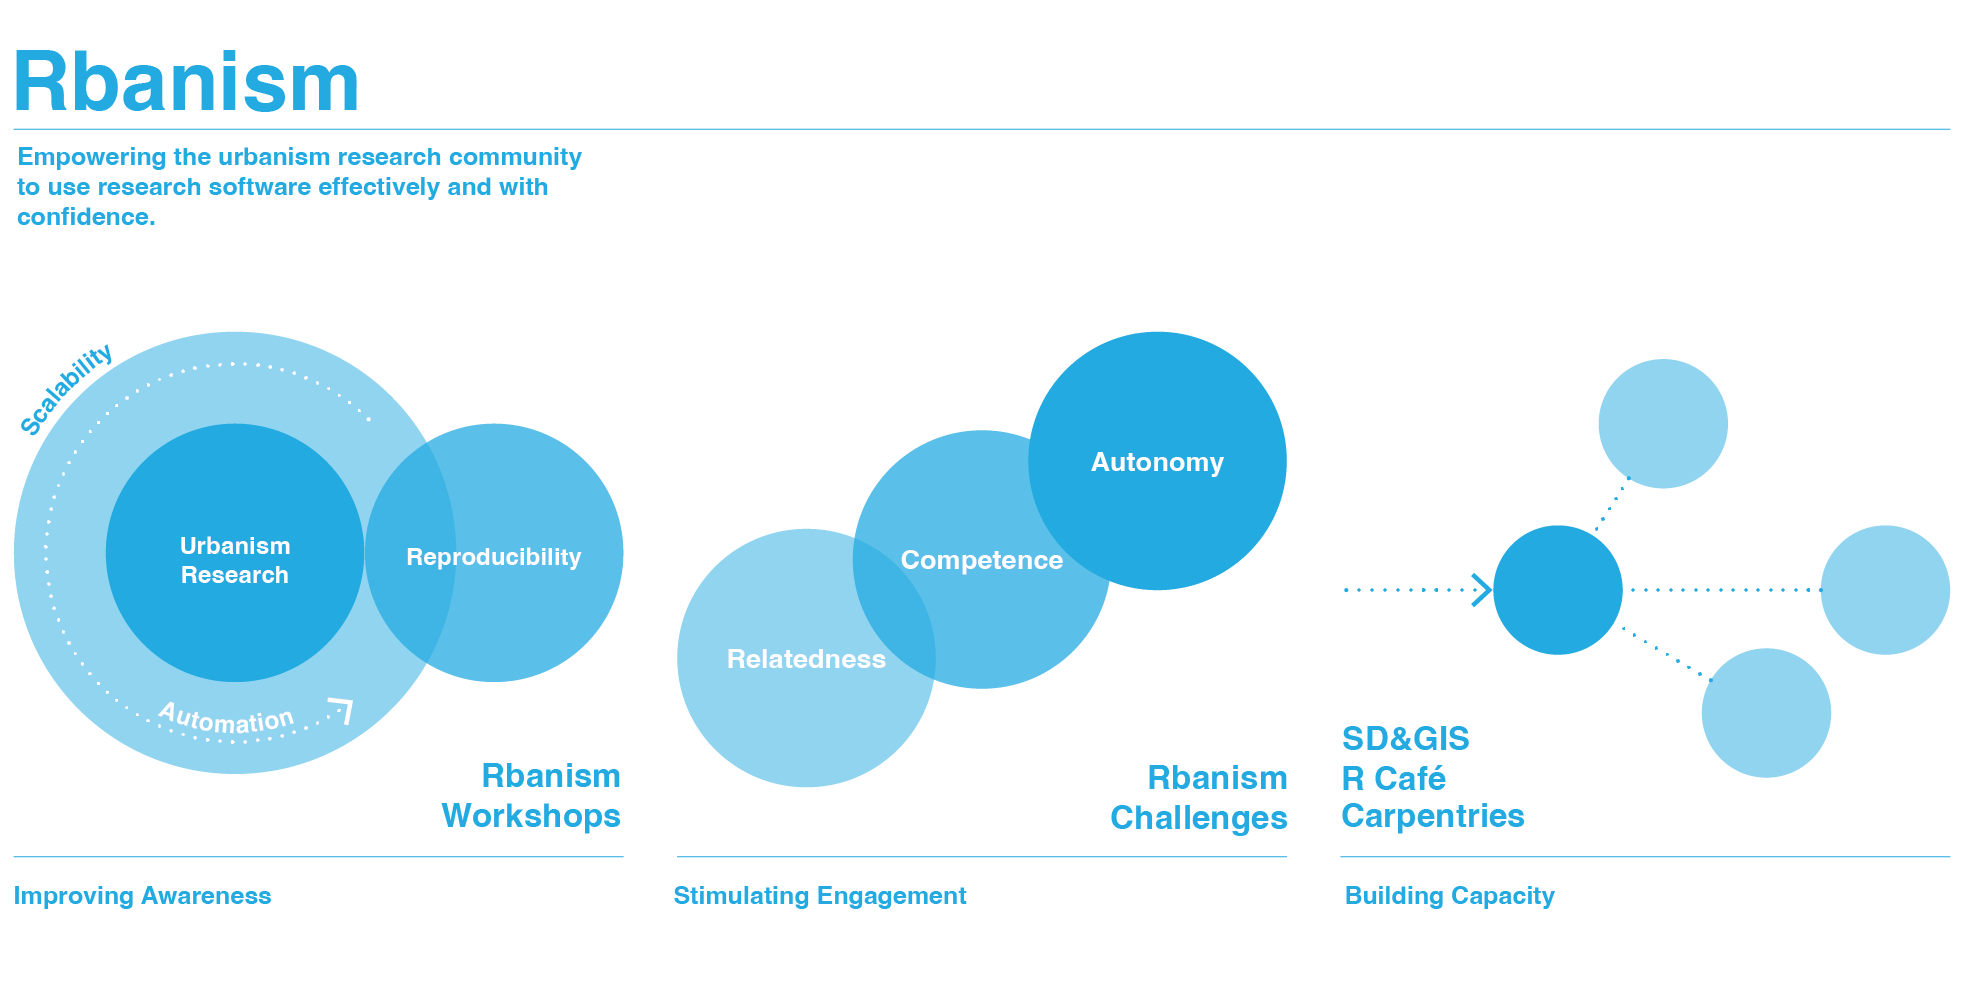 Rbanism
Empowering the urbanism research community
to use research software effectively and with
confidence.
Scalability
Urbanism
Research
Reproducibility
Automation
Rbanism
Workshops
Improving Awareness
Autonomy
Competence
Relatedness
Rbanism
Challenges
Stimulating Engagement
SD&GIS
R Café
Carpentries
Building Capacity